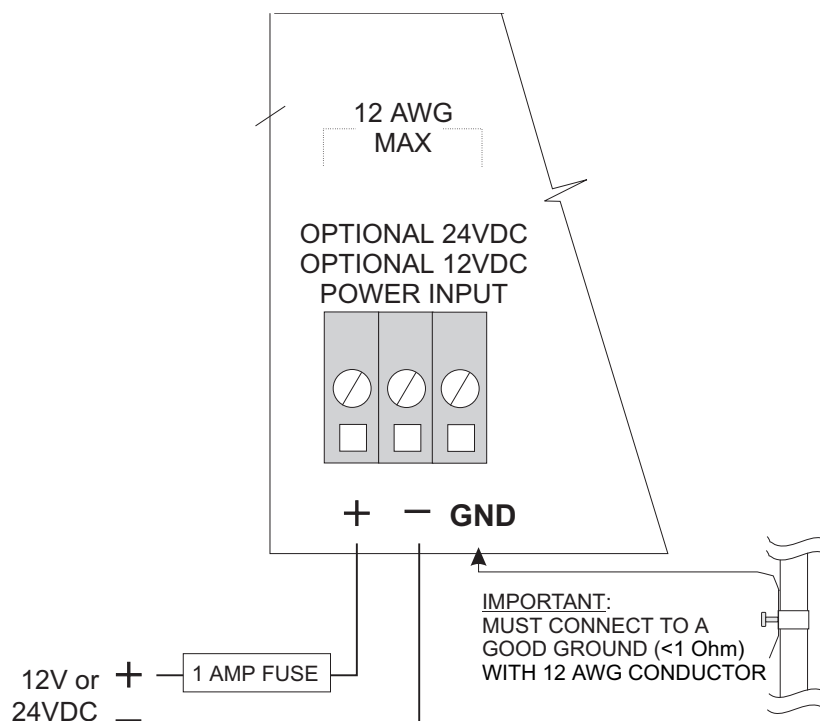 12 AWG
MAX
OPTIONAL 24VDC
OPTIONAL 12VDC
POWER INPUT
+ – GND
IMPORTANT:
MUST CONNECT TO A
GOOD GROUND (<1 Ohm)
WITH 12 AWG CONDUCTOR
12V or +
24VDC –
1 AMP FUSE